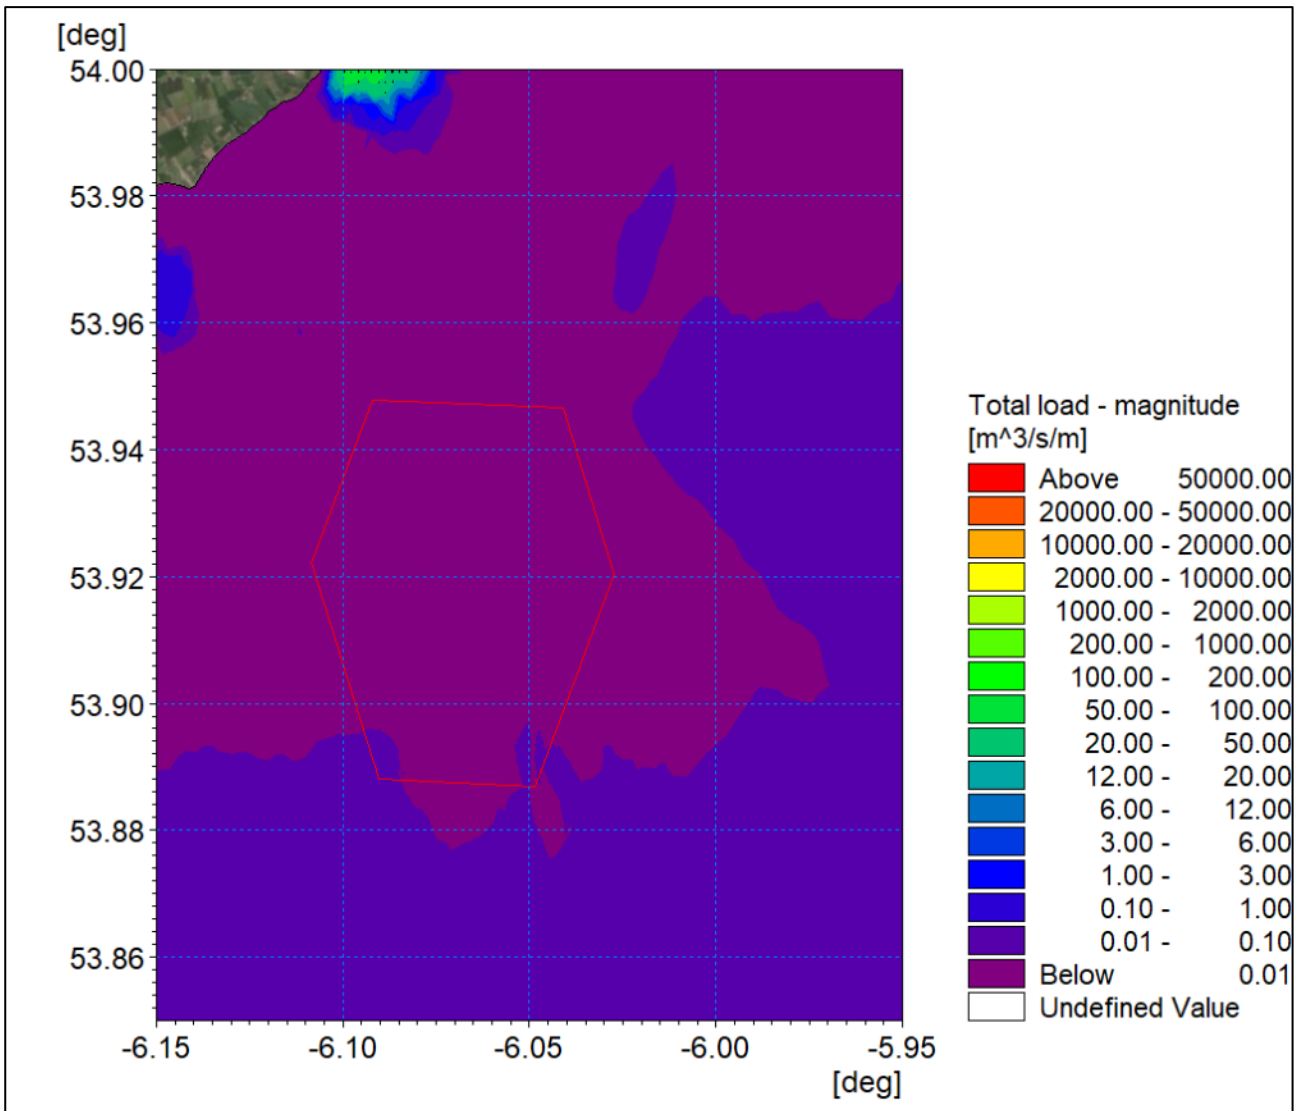 [deg]
54.00
53.98
53.96
53.94
53.92
53.90
53.88
53.86
-6.15 -6.10 -6.05 -6.00 -5.95
[deg]
Total load - magnitude
[m^3/s/m]
Above 50000.00
20000.00 - 50000.00
10000.00 - 20000.00
2000.00 - 10000.00
1000.00 - 2000.00
200.00 - 1000.00
100.00 - 200.00
50.00 - 100.00
20.00 - 50.00
12.00 - 20.00
6.00 - 12.00
3.00 - 6.00
1.00 - 3.00
0.10 - 1.00
0.01 - 0.10
Below 0.01
Undefined Value